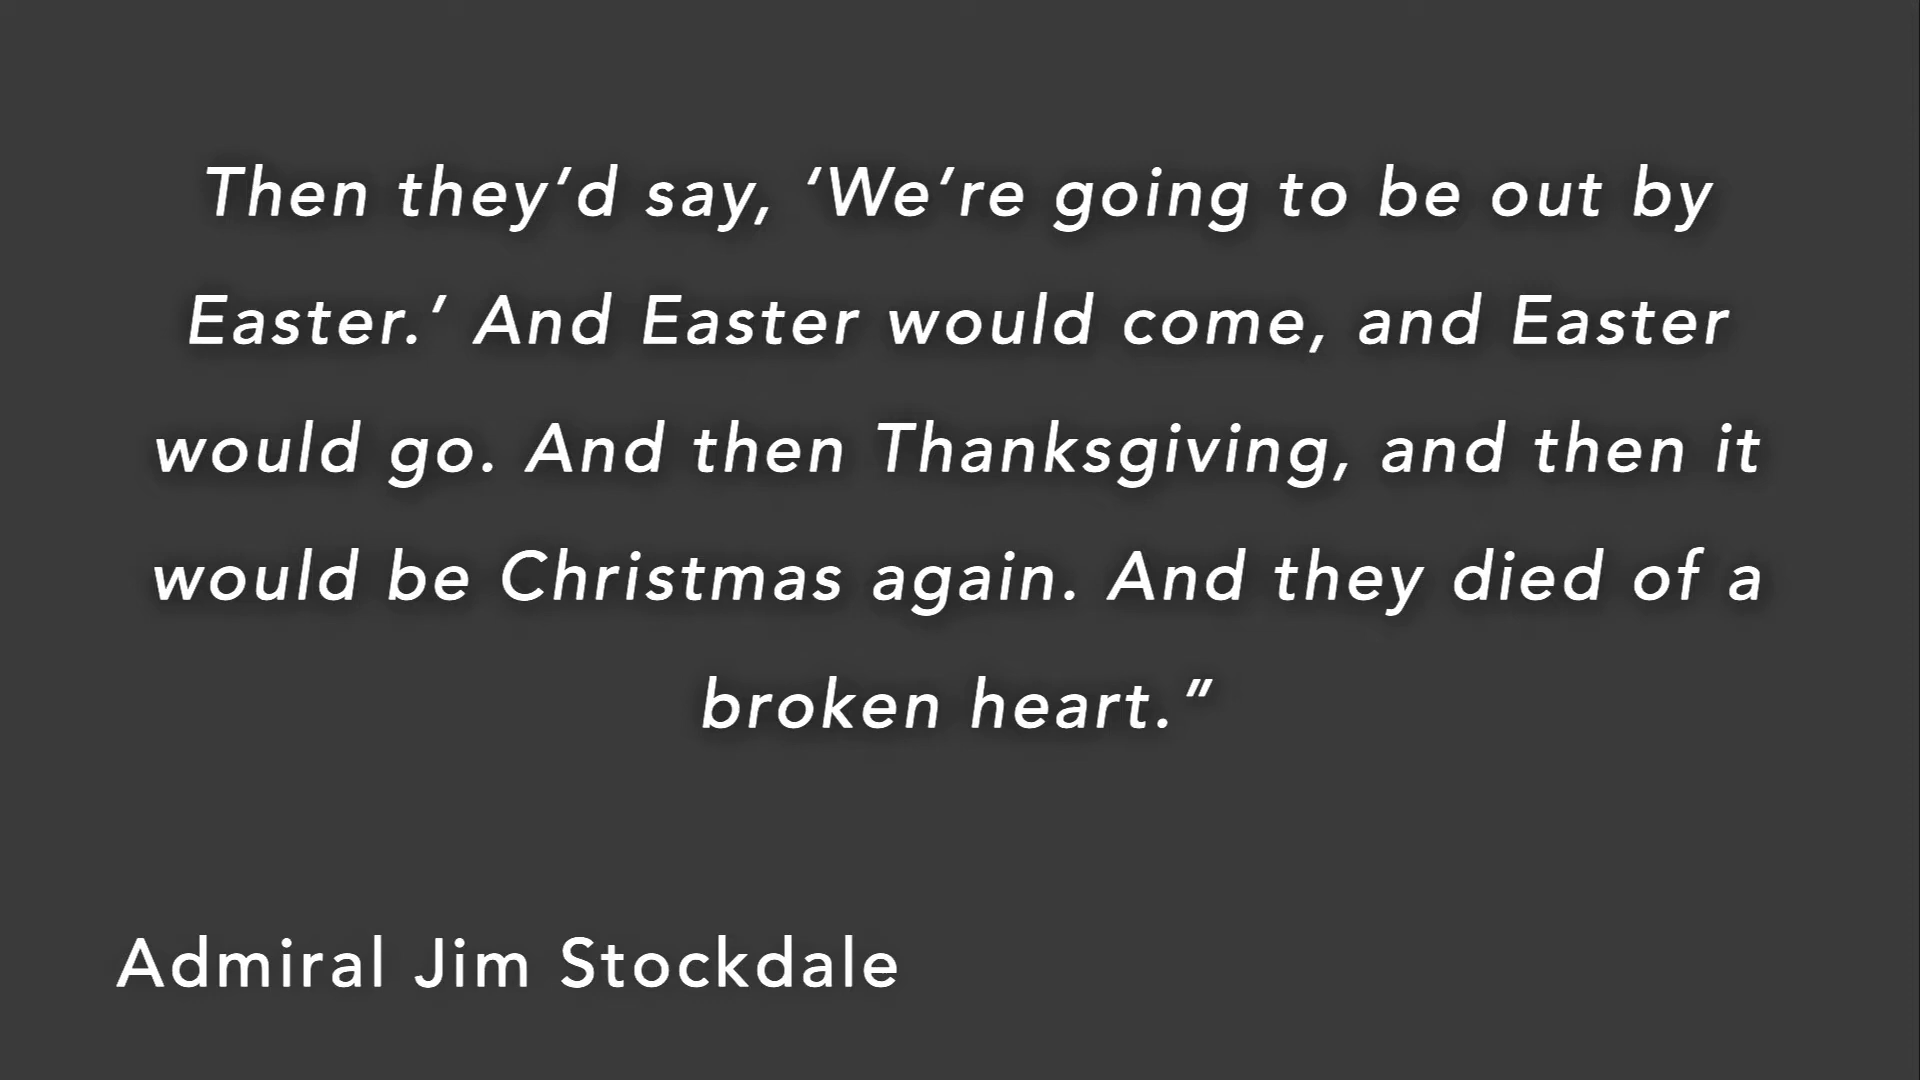 Then they’d say, ‘We’re going to be out by
Easter.’ And Easter would come, and Easter
would go. And then Thanksgiving, and then it
would be Christmas again. And they died of a
broken heart.”
Admiral Jim Stockdale